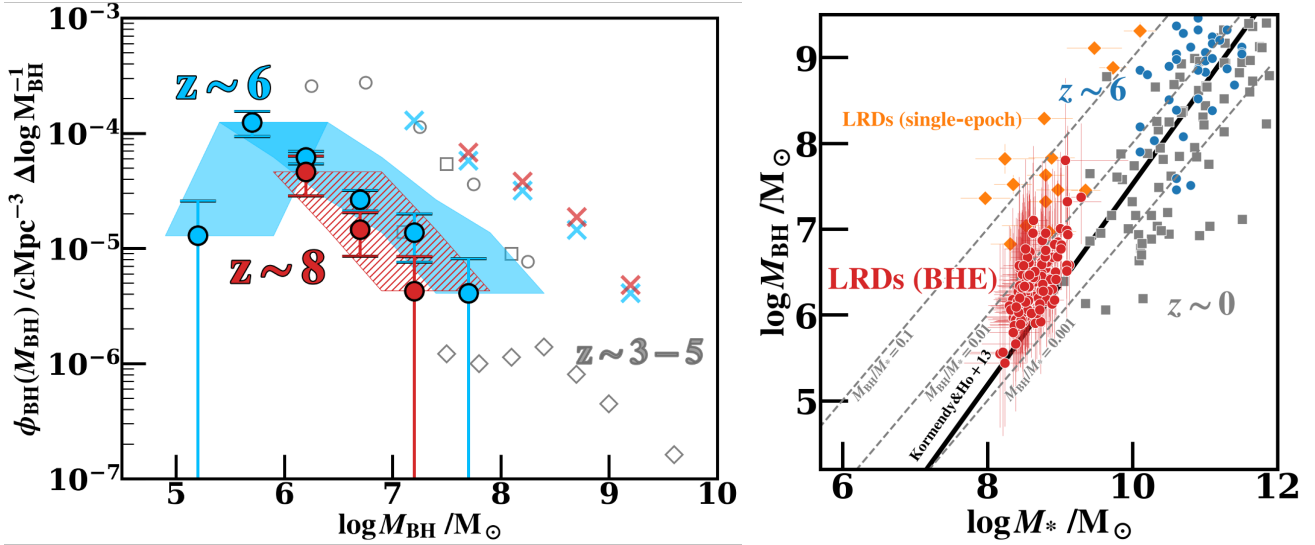 10⁻³
10⁻⁴
10⁻⁵
10⁻⁶
10⁻⁷
ϕ_BH(M_BH) /cMpc⁻³ Δlog M_BH⁻¹
z ~ 6
z ~ 8
z ~ 3 – 5
5 6 7 8 9 10
log M_BH /M_⊙
9
8
7
6
5
log M_BH /M_⊙
z ~ 6
LRDs (single-epoch)
LRDs (BHE)
z ~ 0
M_BH/M_* = 0.1
M_BH/M_* = 0.01
M_BH/M_* = 0.001
Kormendy&Ho+13
6 8 10 12
log M_* /M_⊙